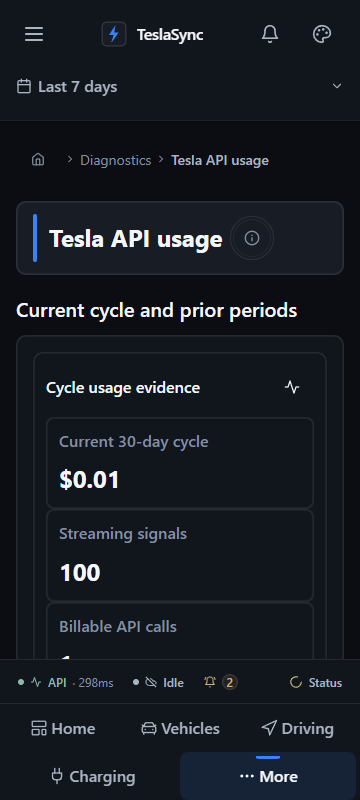 TeslaSync
Last 7 days
Diagnostics
Tesla API usage
Tesla API usage
Current cycle and prior periods
Cycle usage evidence
Current 30-day cycle
$0.01
Streaming signals
100
Billable API calls
API · 298ms
Idle
2
Status
Home
Vehicles
Driving
Charging
More